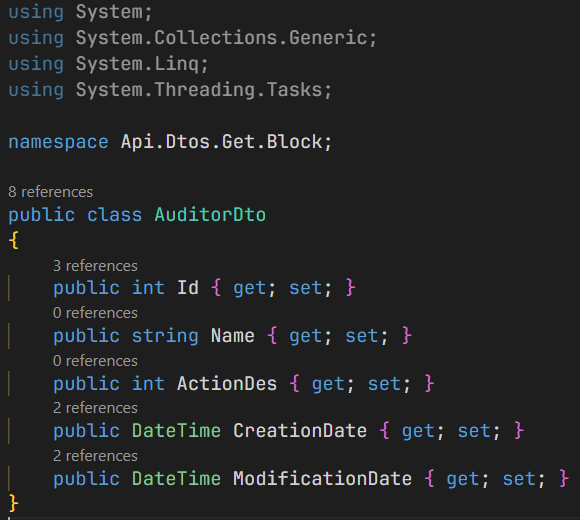 using System;
using System.Collections.Generic;
using System.Linq;
using System.Threading.Tasks;
namespace Api.Dtos.Get.Block;
8 references
public class AuditorDto
{
3 references
public int Id { get; set; }
0 references
public string Name { get; set; }
0 references
public int ActionDes { get; set; }
2 references
public DateTime CreationDate { get; set; }
2 references
public DateTime ModificationDate { get; set; }
}